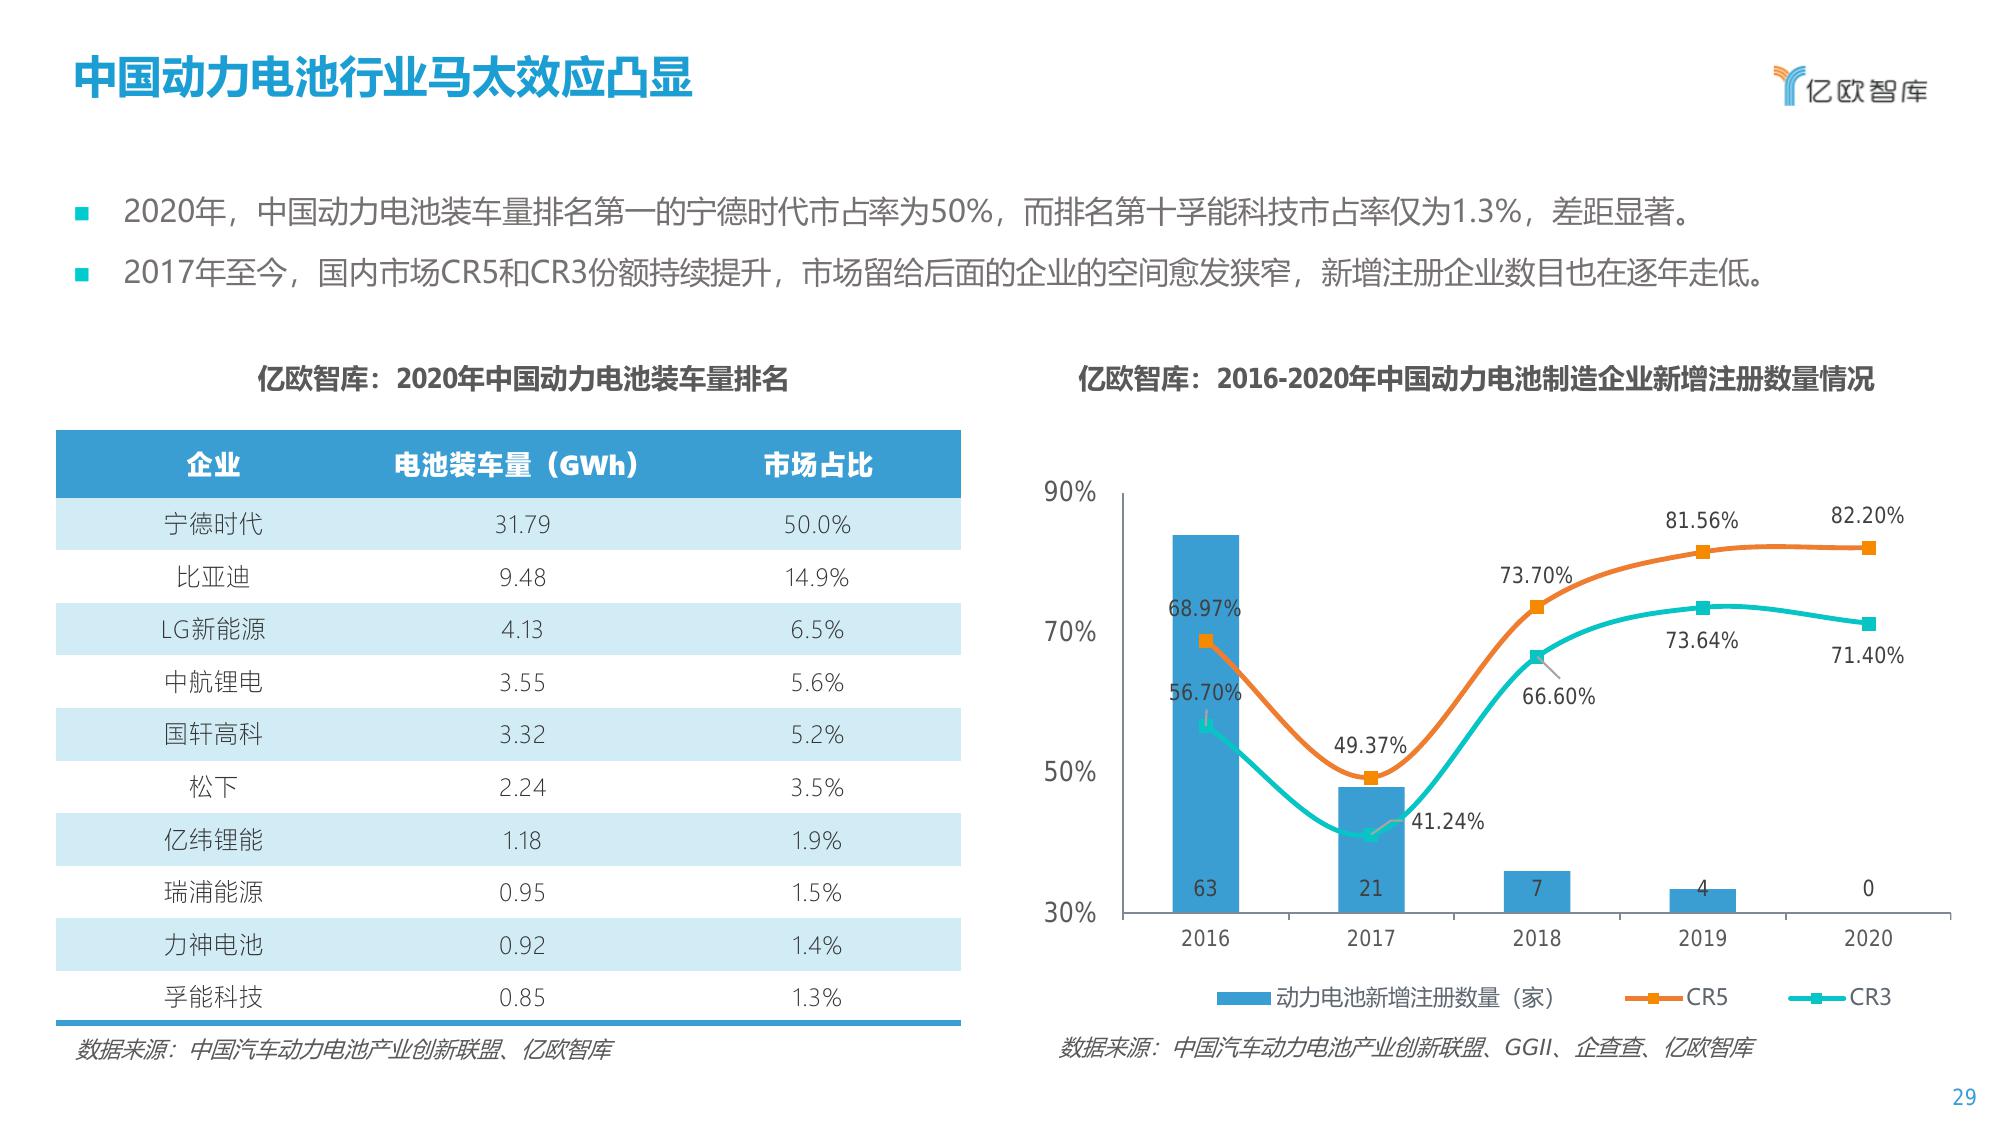 中国动力电池行业马太效应凸显
亿欧智库
2020年，中国动力电池装车量排名第一的宁德时代市占率为50%，而排名第十孚能科技市占率仅为1.3%，差距显著。
2017年至今，国内市场CR5和CR3份额持续提升，市场留给后面的企业的空间愈发狭窄，新增注册企业数目也在逐年走低。
亿欧智库：2020年中国动力电池装车量排名
企业 电池装车量（GWh） 市场占比
宁德时代 31.79 50.0%
比亚迪 9.48 14.9%
LG新能源 4.13 6.5%
中航锂电 3.55 5.6%
国轩高科 3.32 5.2%
松下 2.24 3.5%
亿纬锂能 1.18 1.9%
瑞浦能源 0.95 1.5%
力神电池 0.92 1.4%
孚能科技 0.85 1.3%
数据来源：中国汽车动力电池产业创新联盟、亿欧智库
亿欧智库：2016-2020年中国动力电池制造企业新增注册数量情况
90%
70%
50%
30%
68.97% 49.37% 73.70% 81.56% 82.20%
56.70% 41.24% 66.60% 73.64% 71.40%
63 21 7 4 0
2016 2017 2018 2019 2020
动力电池新增注册数量（家） CR5 CR3
数据来源：中国汽车动力电池产业创新联盟、GGII、企查查、亿欧智库
29